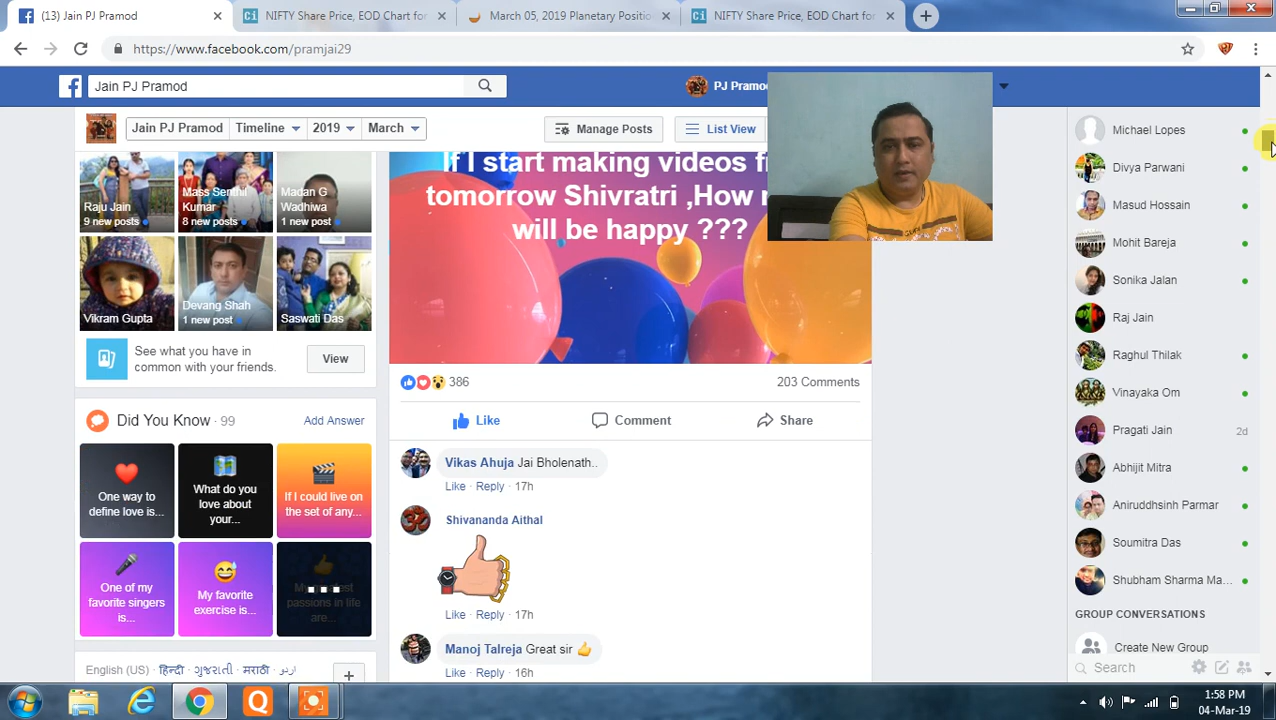 (13) Jain PJ Pramod
NIFTY Share Price, EOD Chart for
March 05, 2019 Planetary Positio
NIFTY Share Price, EOD Chart for
https://www.facebook.com/pramjai29
Jain PJ Pramod
PJ Pramo
Jain PJ Pramod
Timeline
2019
March
Manage Posts
List View
Raju Jain
9 new posts
Mass Senthil
Kumar
8 new posts
Madan G
Wadhiwa
1 new post
Vikram Gupta
Devang Shah
1 new post
Saswati Das
See what you have in
common with your friends.
View
Did You Know · 99
Add Answer
One way to
define love is...
What do you
love about
your...
If I could live on
the set of any...
One of my
favorite singers
is...
My favorite
exercise is...
passions in life
are...
English (US) · हिन्दी · ગુજરાતી · मराठी · اردو
If I start making videos f
tomorrow Shivratri ,How
will be happy ???
386
203 Comments
Like
Comment
Share
Vikas Ahuja Jai Bholenath..
Like · Reply · 17h
Shivananda Aithal
Like · Reply · 17h
Manoj Talreja Great sir 👍
Like · Reply · 16h
Michael Lopes
Divya Parwani
Masud Hossain
Mohit Bareja
Sonika Jalan
Raj Jain
Raghul Thilak
Vinayaka Om
Pragati Jain 2d
Abhijit Mitra
Aniruddhsinh Parmar
Soumitra Das
Shubham Sharma Ma...
GROUP CONVERSATIONS
Create New Group
Search
1:58 PM
04-Mar-19